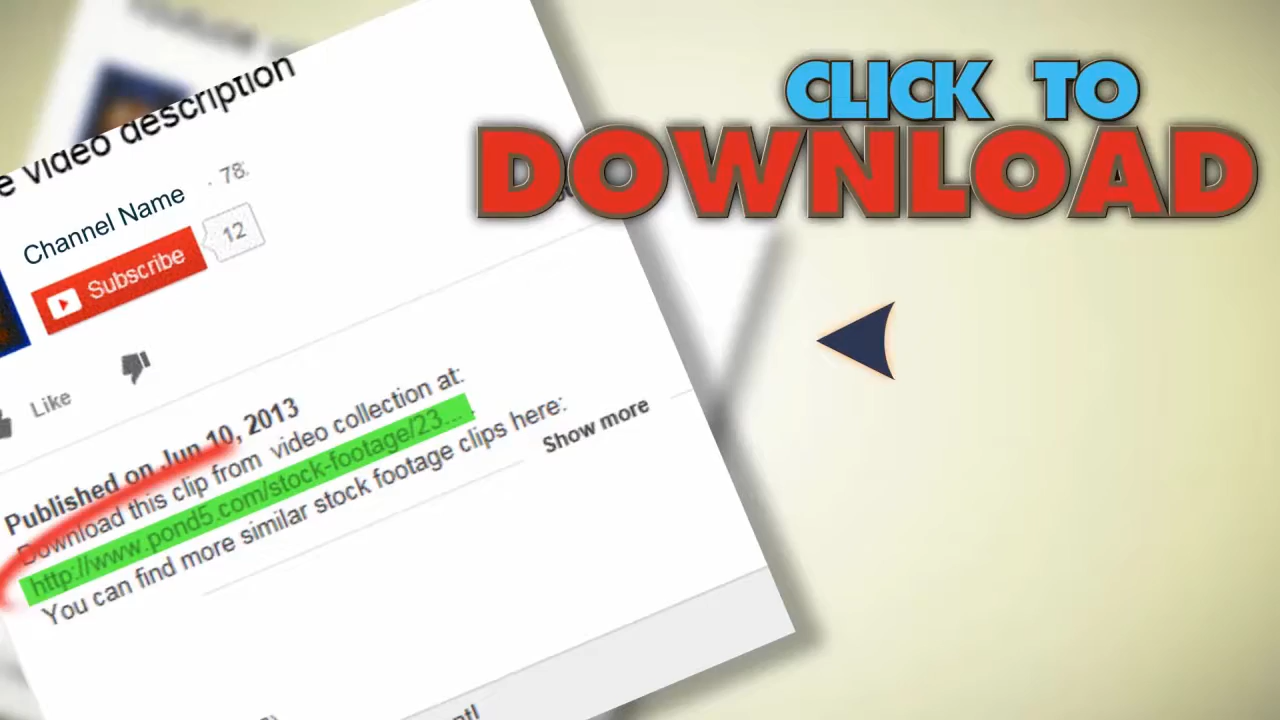 CLICK TO
DOWNLOAD
video description
Channel Name
78
Subscribe
12
Like
Published on Jun 10, 2013
Download this clip from video collection at:
http://www.pond5.com/stock-footage/23...
You can find more similar stock footage clips here:
Show more